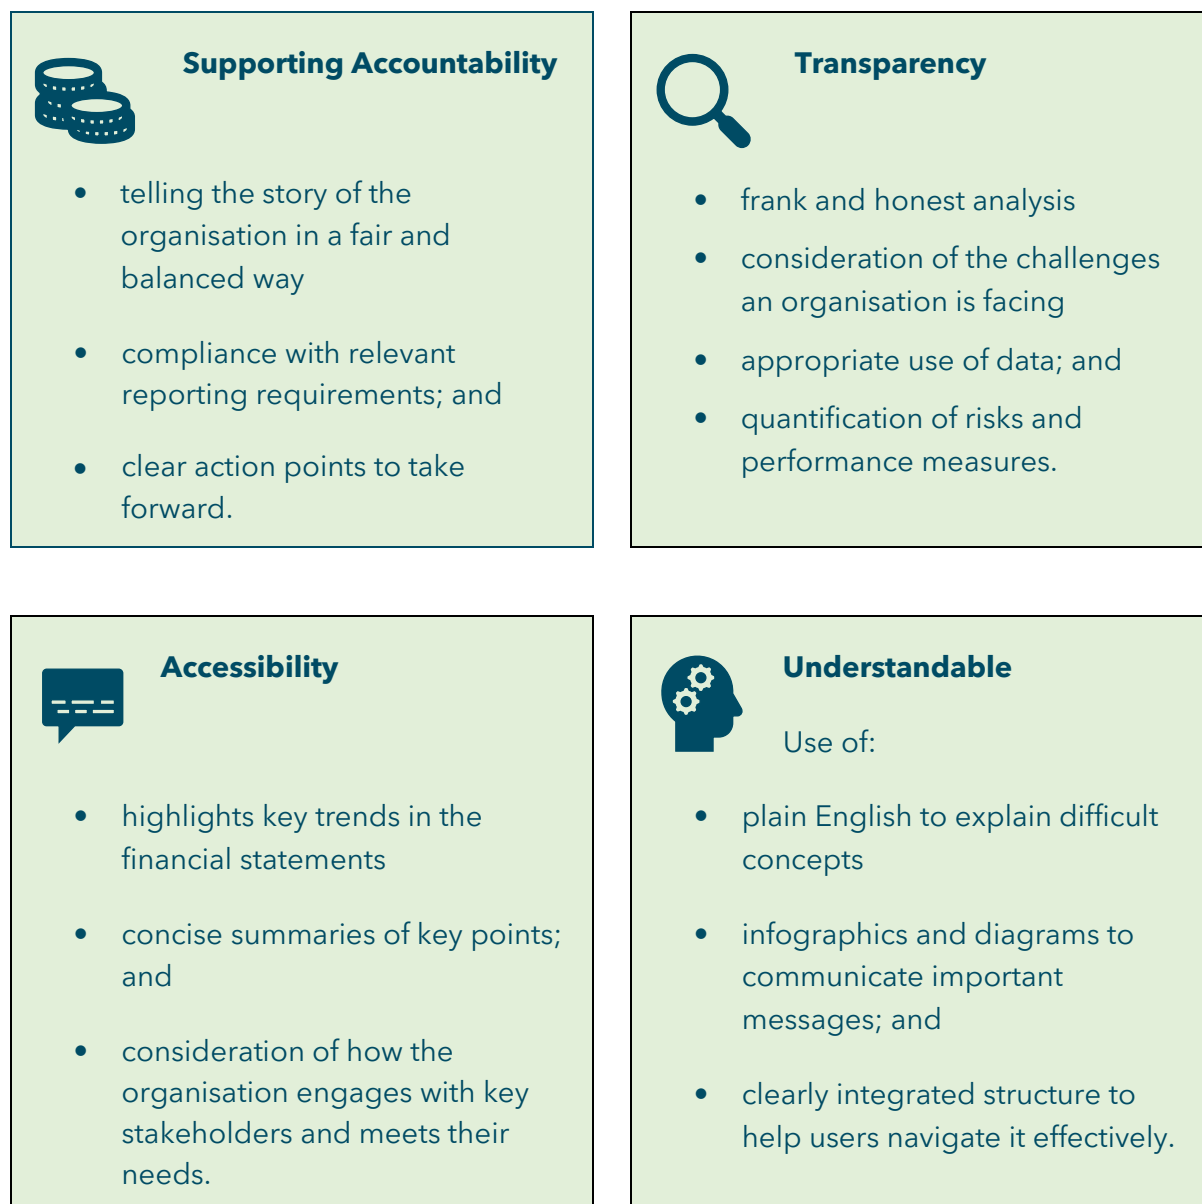 Supporting Accountability
• telling the story of the
organisation in a fair and
balanced way
• compliance with relevant
reporting requirements; and
• clear action points to take
forward.
Transparency
• frank and honest analysis
• consideration of the challenges
an organisation is facing
• appropriate use of data; and
• quantification of risks and
performance measures.
Accessibility
• highlights key trends in the
financial statements
• concise summaries of key points;
and
• consideration of how the
organisation engages with key
stakeholders and meets their
needs.
Understandable
Use of:
• plain English to explain difficult
concepts
• infographics and diagrams to
communicate important
messages; and
• clearly integrated structure to
help users navigate it effectively.